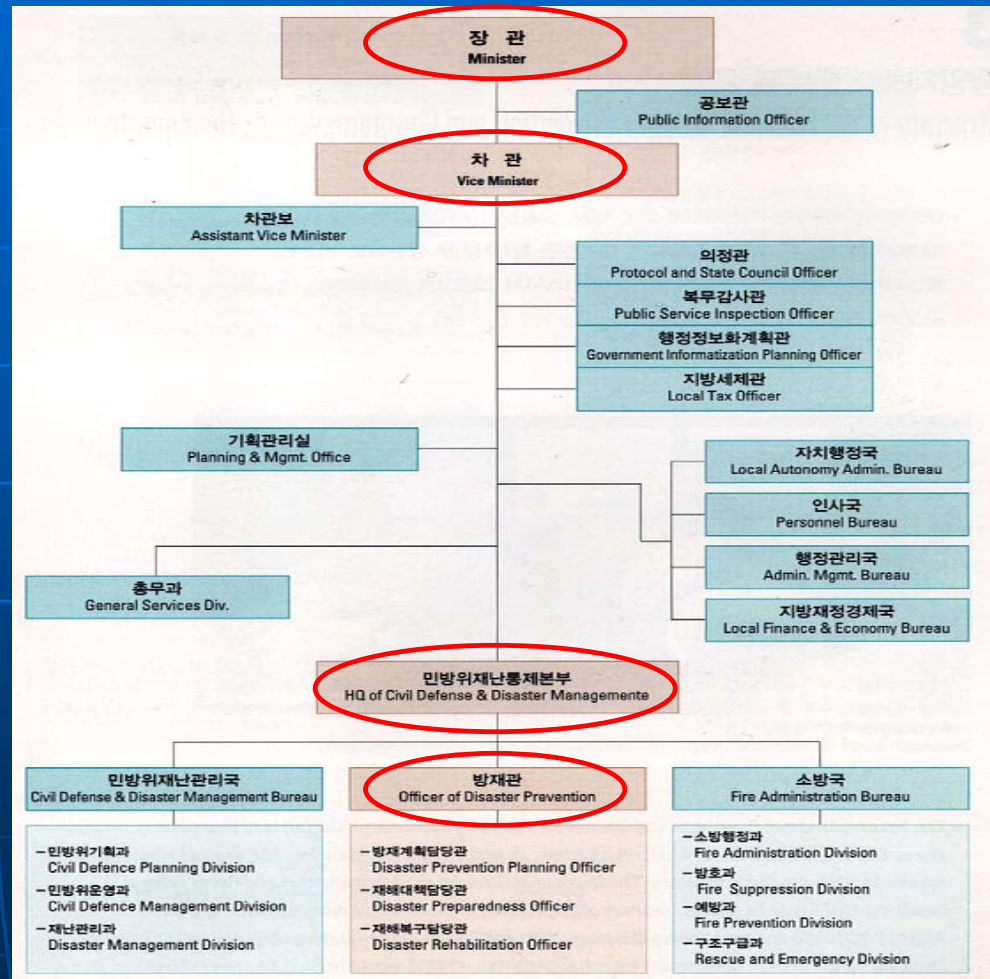 장 관
Minister
공보관
Public Information Officer
차 관
Vice Minister
차관보
Assistant Vice Minister
의정관
Protocol and State Council Officer
복무감사관
Public Service Inspection Officer
행정정보화계획관
Government Informatization Planning Officer
지방세제관
Local Tax Officer
기획관리실
Planning & Mgmt. Office
자치행정국
Local Autonomy Admin. Bureau
인사국
Personnel Bureau
행정관리국
Admin. Mgmt. Bureau
지방재정경제국
Local Finance & Economy Bureau
총무과
General Services Div.
민방위재난통제본부
HQ of Civil Defense & Disaster Managemente
민방위재난관리국
Civil Defense & Disaster Management Bureau
방재관
Officer of Disaster Prevention
소방국
Fire Administration Bureau
– 민방위기획과
Civil Defence Planning Division
– 민방위운영과
Civil Defence Management Division
– 재난관리과
Disaster Management Division
– 방재계획담당관
Disaster Prevention Planning Officer
– 재해대책담당관
Disaster Preparedness Officer
– 재해복구담당관
Disaster Rehabilitation Officer
– 소방행정과
Fire Administration Division
– 방호과
Fire Suppression Division
– 예방과
Fire Prevention Division
– 구조구급과
Rescue and Emergency Division